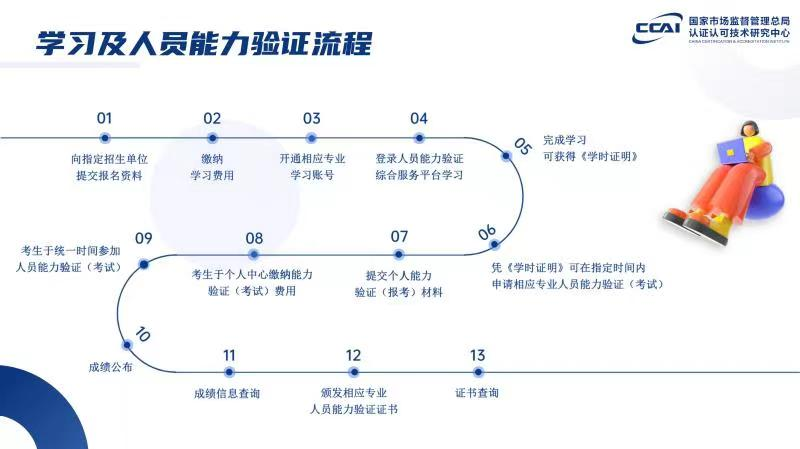 学习及人员能力验证流程
CCAI
国家市场监督管理总局
认证认可技术研究中心
CHINA CERTIFICATION & ACCREDITATION INSTITUTE
01
向指定招生单位
提交报名资料
02
缴纳
学习费用
03
开通相应专业
学习账号
04
登录人员能力验证
综合服务平台学习
05
完成学习
可获得《学时证明》
06
凭《学时证明》可在指定时间内
申请相应专业人员能力验证（考试）
07
提交个人能力
验证（报考）材料
08
考生于个人中心缴纳能力
验证（考试）费用
09
考生于统一时间参加
人员能力验证（考试）
10
成绩公布
11
成绩信息查询
12
颁发相应专业
人员能力验证证书
13
证书查询